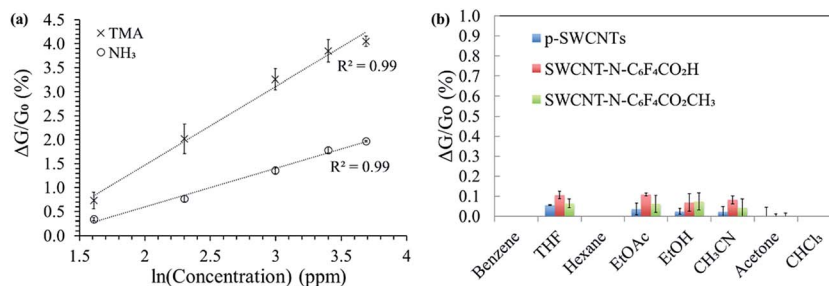 (a)
ΔG/G₀ (%)
4.5
4.0
3.5
3.0
2.5
2.0
1.5
1.0
0.5
0.0
× TMA
○ NH₃
R² = 0.99
R² = 0.99
1 1.5 2 2.5 3 3.5 4
ln(Concentration) (ppm)
(b)
ΔG/Go (%)
1.0
0.9
0.8
0.7
0.6
0.5
0.4
0.3
0.2
0.1
0.0
p-SWCNTs
SWCNT-N-C₆F₄CO₂H
SWCNT-N-C₆F₄CO₂CH₃
Benzene
THF
Hexane
EtOAc
EtOH
CH₃CN
Acetone
CHCl₃